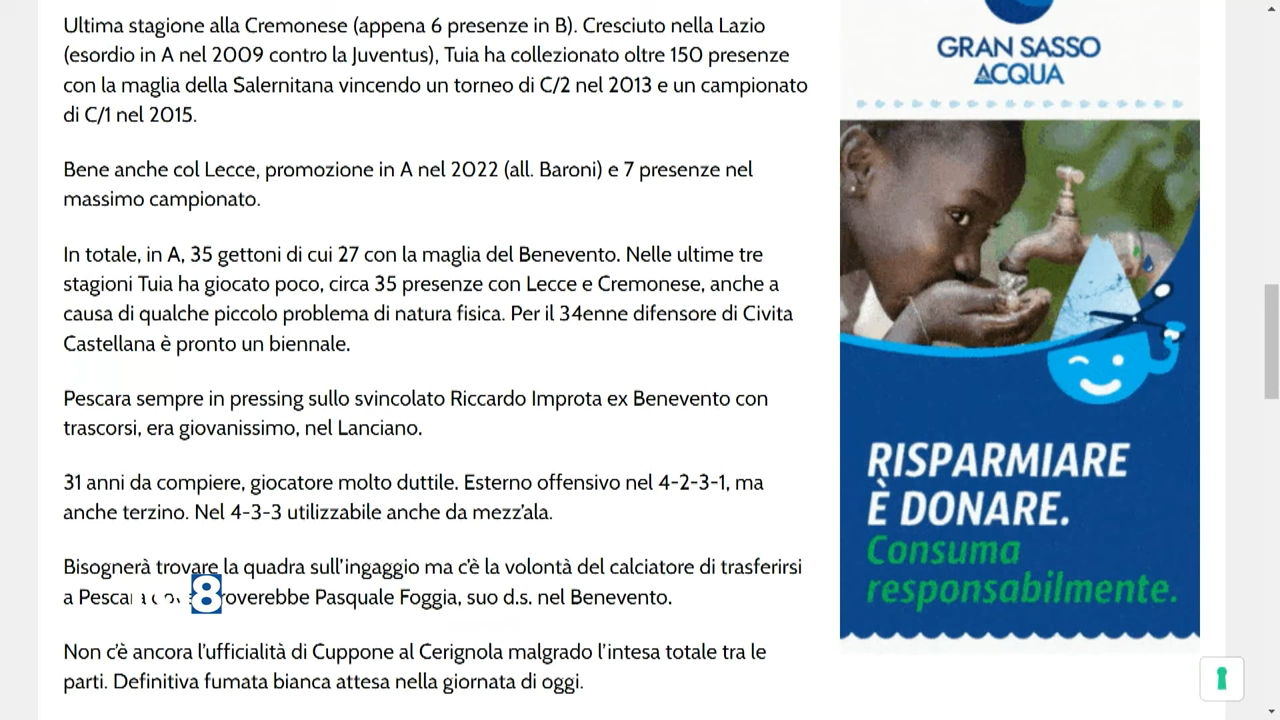 Ultima stagione alla Cremonese (appena 6 presenze in B). Cresciuto nella Lazio
(esordio in A nel 2009 contro la Juventus), Tuia ha collezionato oltre 150 presenze
con la maglia della Salernitana vincendo un torneo di C/2 nel 2013 e un campionato
di C/1 nel 2015.
Bene anche col Lecce, promozione in A nel 2022 (all. Baroni) e 7 presenze nel
massimo campionato.
In totale, in A, 35 gettoni di cui 27 con la maglia del Benevento. Nelle ultime tre
stagioni Tuia ha giocato poco, circa 35 presenze con Lecce e Cremonese, anche a
causa di qualche piccolo problema di natura fisica. Per il 34enne difensore di Civita
Castellana è pronto un biennale.
Pescara sempre in pressing sullo svincolato Riccardo Improta ex Benevento con
trascorsi, era giovanissimo, nel Lanciano.
31 anni da compiere, giocatore molto duttile. Esterno offensivo nel 4-2-3-1, ma
anche terzino. Nel 4-3-3 utilizzabile anche da mezz'ala.
Bisognerà trovare la quadra sull'ingaggio ma c'è la volontà del calciatore di trasferirsi
a 8 Pasquale Foggia, suo d.s. nel Benevento.
Non c'è ancora l'ufficialità di Cuppone al Cerignola malgrado l'intesa totale tra le
parti. Definitiva fumata bianca attesa nella giornata di oggi.
GRAN SASSO
ACQUA
RISPARMIARE
È DONARE.
Consuma
responsabilmente.